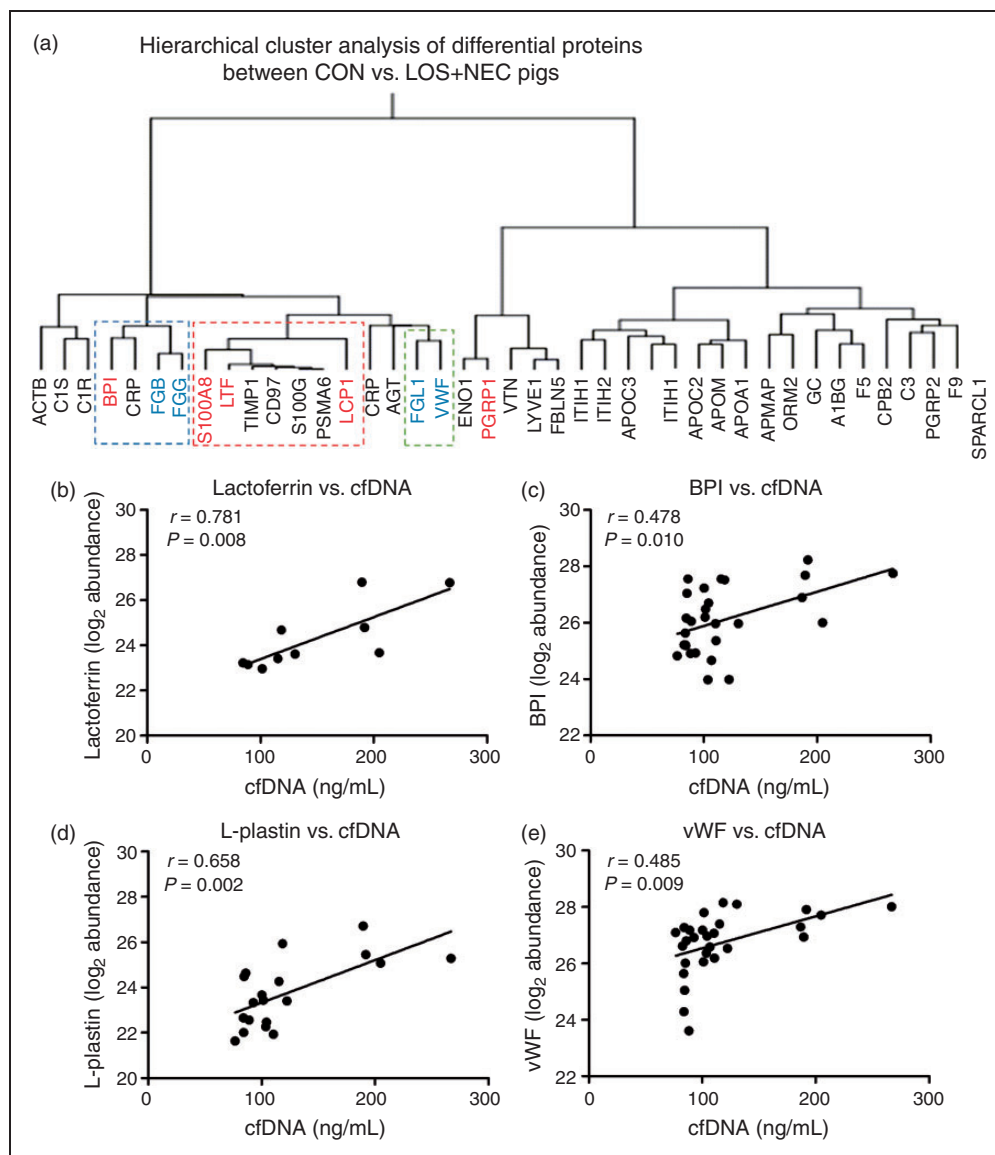 (a)
Hierarchical cluster analysis of differential proteins
between CON vs. LOS+NEC pigs
ACTB
C1S
C1R
BPI
CRP
FGB
FGG
S100A8
LTF
TIMP1
CD97
S100G
PSMA6
LCP1
CRP
AGT
FGL1
VWF
ENO1
PGRP1
VTN
LYVE1
FBLN5
ITIH1
ITIH2
APOC3
ITIH1
APOC2
APOM
APOA1
APMAP
ORM2
GC
A1BG
F5
CPB2
C3
PGRP2
F9
SPARCL1
(b)
Lactoferrin vs. cfDNA
r = 0.781
P = 0.008
Lactoferrin (log2 abundance)
30
28
26
24
22
20
0
100
200
300
cfDNA (ng/mL)
(c)
BPI vs. cfDNA
r = 0.478
P = 0.010
BPI (log2 abundance)
30
28
26
24
22
0
100
200
300
cfDNA (ng/mL)
(d)
L-plastin vs. cfDNA
r = 0.658
P = 0.002
L-plastin (log2 abundance)
30
28
26
24
22
20
0
100
200
300
cfDNA (ng/mL)
(e)
vWF vs. cfDNA
r = 0.485
P = 0.009
vWF (log2 abundance)
30
28
26
24
22
0
100
200
300
cfDNA (ng/mL)